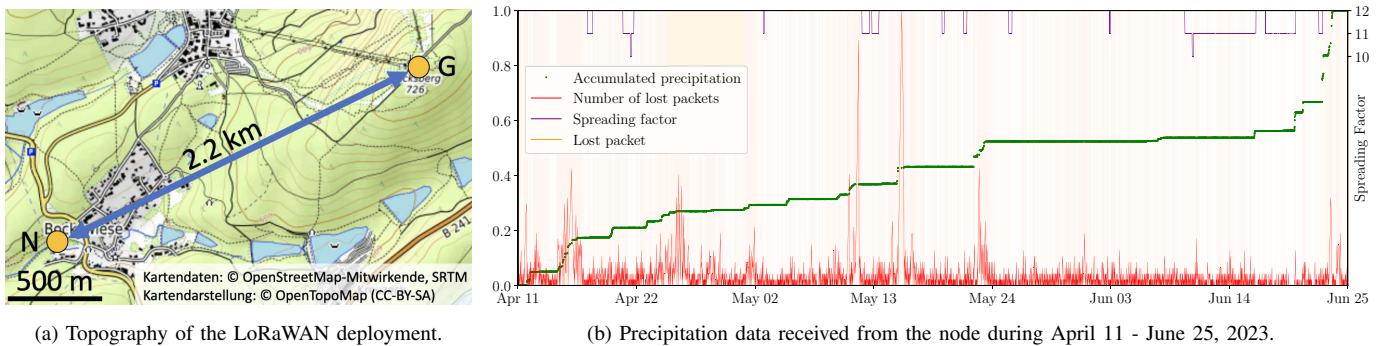 G
cksberg
726
2.2 km
N
Bock
iese
B 241
500 m
Kartendaten: © OpenStreetMap-Mitwirkende, SRTM
Kartendarstellung: © OpenTopoMap (CC-BY-SA)
(a) Topography of the LoRaWAN deployment.
1.0
0.8
0.6
0.4
0.2
0.0
Accumulated precipitation
Number of lost packets
Spreading factor
Lost packet
12
11
10
Spreading Factor
Apr 11 Apr 22 May 02 May 13 May 24 Jun 03 Jun 14 Jun 25
(b) Precipitation data received from the node during April 11 - June 25, 2023.